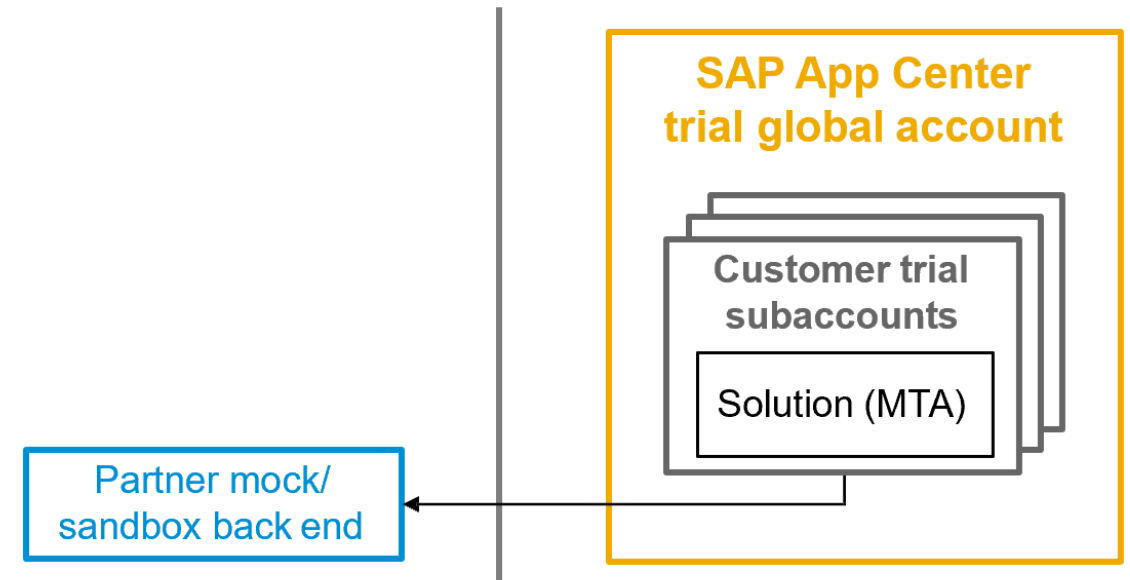 SAP App Center
trial global account
Customer trial
subaccounts
Solution (MTA)
Partner mock/
sandbox back end